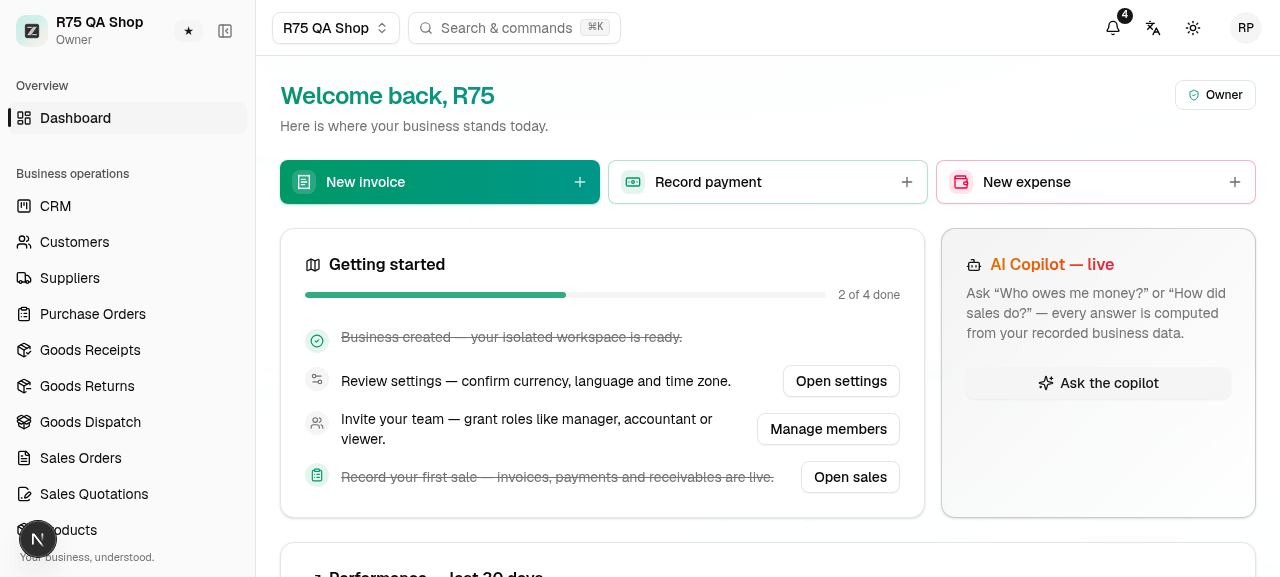 R75 QA Shop
Owner
★
Overview
Dashboard
Business operations
CRM
Customers
Suppliers
Purchase Orders
Goods Receipts
Goods Returns
Goods Dispatch
Sales Orders
Sales Quotations
N
Your business, understood.
R75 QA Shop
Search & commands ⌘K
4
RP
Welcome back, R75
Owner
Here is where your business stands today.
New invoice
Record payment
New expense
Getting started
2 of 4 done
Business created — your isolated workspace is ready.
Review settings — confirm currency, language and time zone.
Open settings
Invite your team — grant roles like manager, accountant or
viewer.
Manage members
Record your first sale — invoices, payments and receivables are live.
Open sales
AI Copilot — live
Ask “Who owes me money?” or “How did
sales do?” — every answer is computed
from your recorded business data.
Ask the copilot
Performance — last 30 days